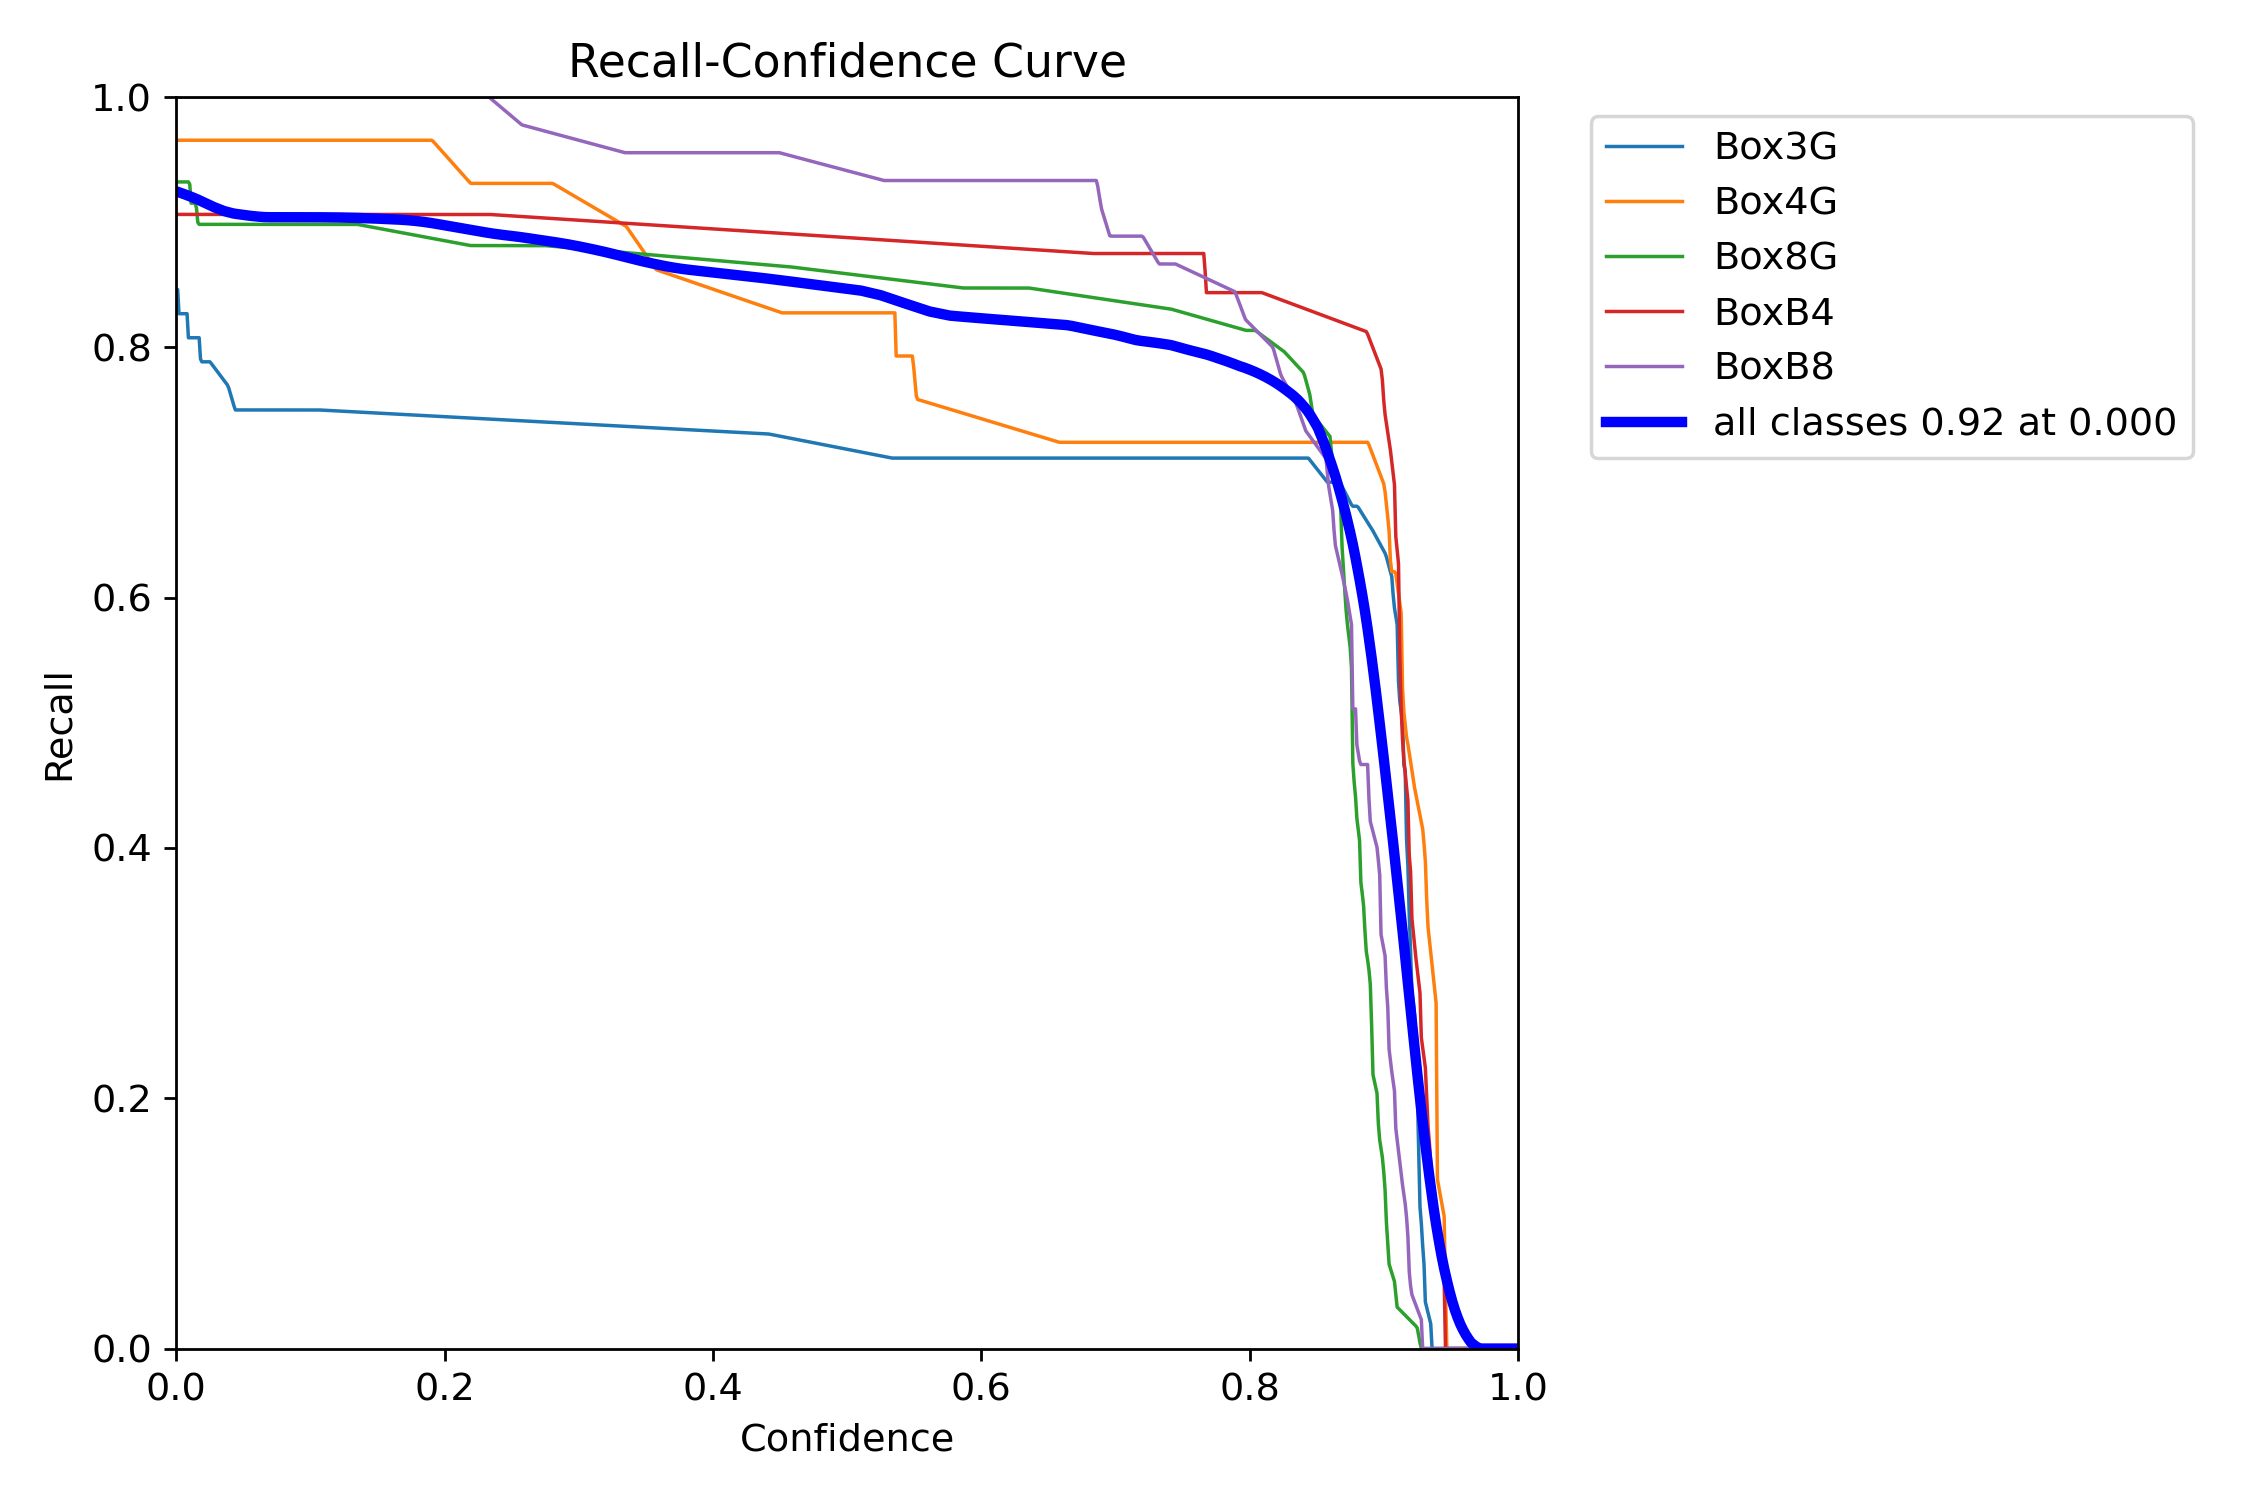 Recall-Confidence Curve
1.0
0.8
0.6
0.4
0.2
0.0
Recall
0.0 0.2 0.4 0.6 0.8 1.0
Confidence
Box3G
Box4G
Box8G
BoxB4
BoxB8
all classes 0.92 at 0.000